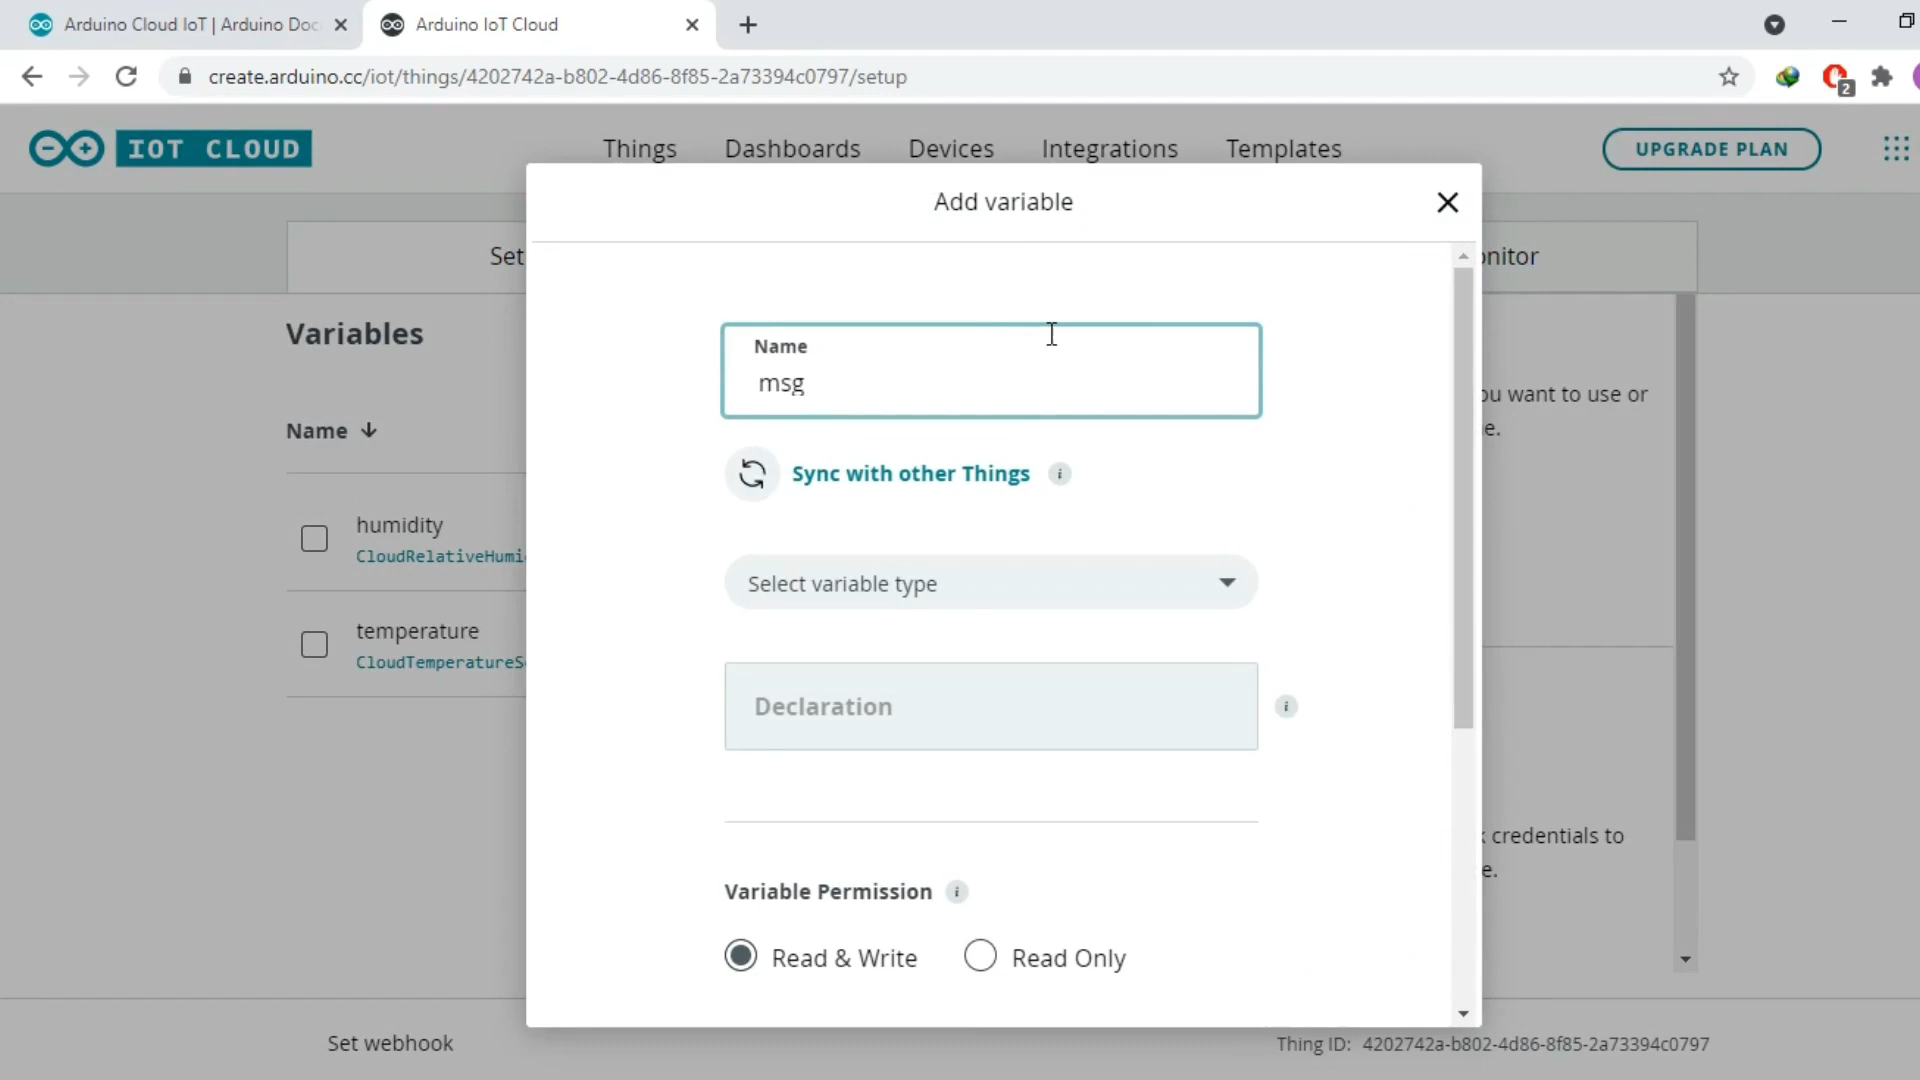 Arduino Cloud IoT | Arduino Doc
Arduino IoT Cloud
create.arduino.cc/iot/things/4202742a-b802-4d86-8f85-2a73394c0797/setup
2
IOT CLOUD
Things
Dashboards
Devices
Integrations
Templates
UPGRADE PLAN
Add variable
Set
onitor
Variables
Name
msg
ou want to use or
e.
Name
Sync with other Things
i
humidity
CloudRelativeHumi
Select variable type
temperature
CloudTemperatureS
Declaration
i
credentials to
e.
Variable Permission
i
Read & Write
Read Only
Set webhook
Thing ID: 4202742a-b802-4d86-8f85-2a73394c0797